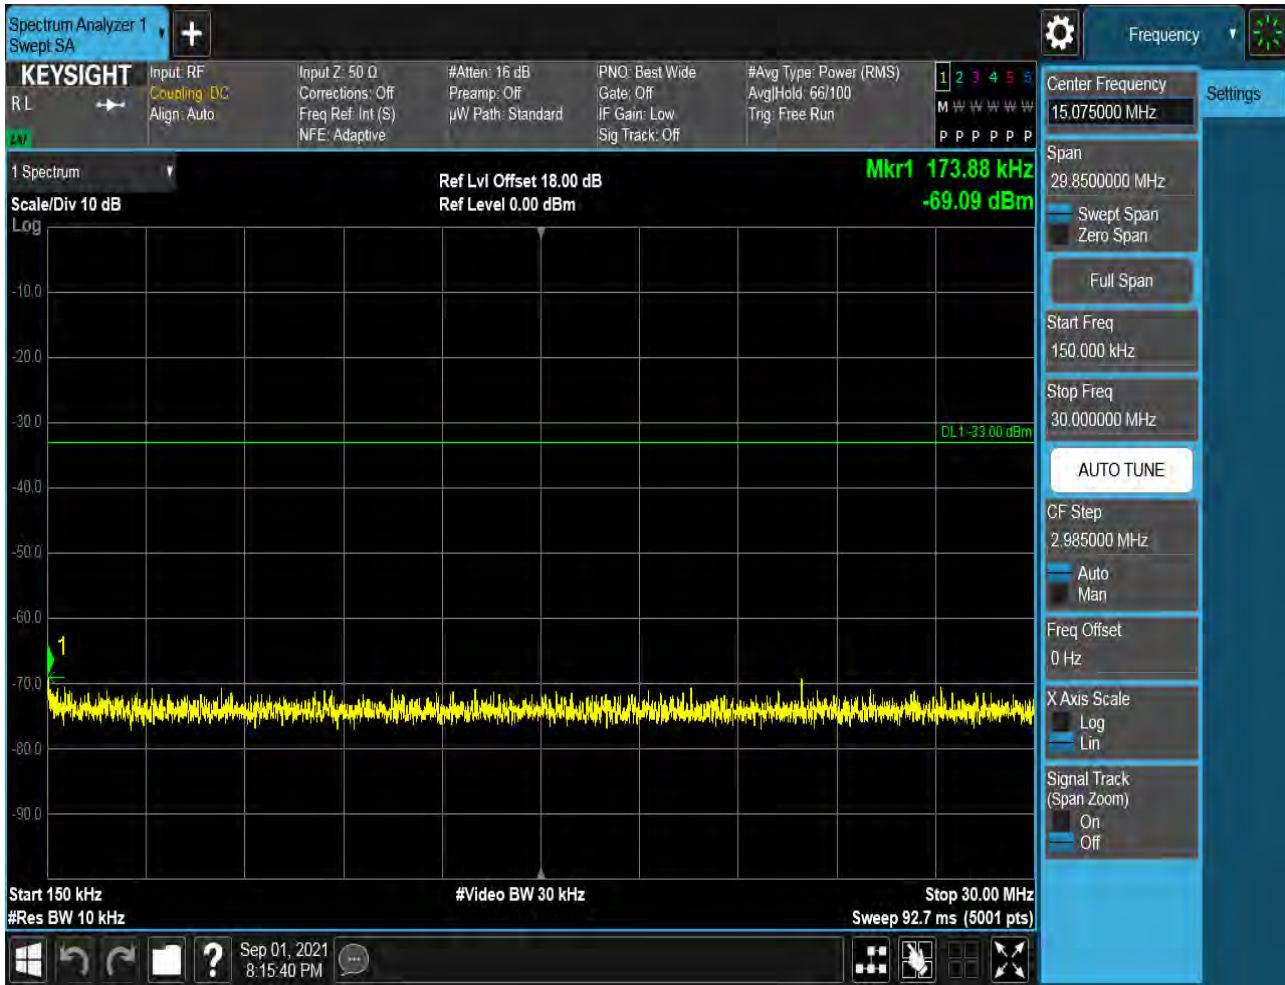 Spectrum Analyzer 1
Swept SA
+
Frequency
KEYSIGHT
R L
LXI
Input: RF
Coupling: DC
Align: Auto
Input Z: 50 Ω
Corrections: Off
Freq Ref: Int (S)
NFE: Adaptive
#Atten: 16 dB
Preamp: Off
µW Path: Standard
PNO: Best Wide
Gate: Off
IF Gain: Low
Sig Track: Off
#Avg Type: Power (RMS)
Avg|Hold: 66/100
Trig: Free Run
1 2 3 4 5 6
M W W W W W
P P P P P P
1 Spectrum
Scale/Div 10 dB
Log
Ref Lvl Offset 18.00 dB
Ref Level 0.00 dBm
Mkr1 173.88 kHz
-69.09 dBm
-10.0
-20.0
-30.0
DL1 -33.00 dBm
-40.0
-50.0
-60.0
1
-70.0
-80.0
-90.0
Start 150 kHz
#Res BW 10 kHz
#Video BW 30 kHz
Stop 30.00 MHz
Sweep 92.7 ms (5001 pts)
Center Frequency
15.075000 MHz
Settings
Span
29.8500000 MHz
Swept Span
Zero Span
Full Span
Start Freq
150.000 kHz
Stop Freq
30.000000 MHz
AUTO TUNE
CF Step
2.985000 MHz
Auto
Man
Freq Offset
0 Hz
X Axis Scale
Log
Lin
Signal Track
(Span Zoom)
On
Off
?
Sep 01, 2021
8:15:40 PM